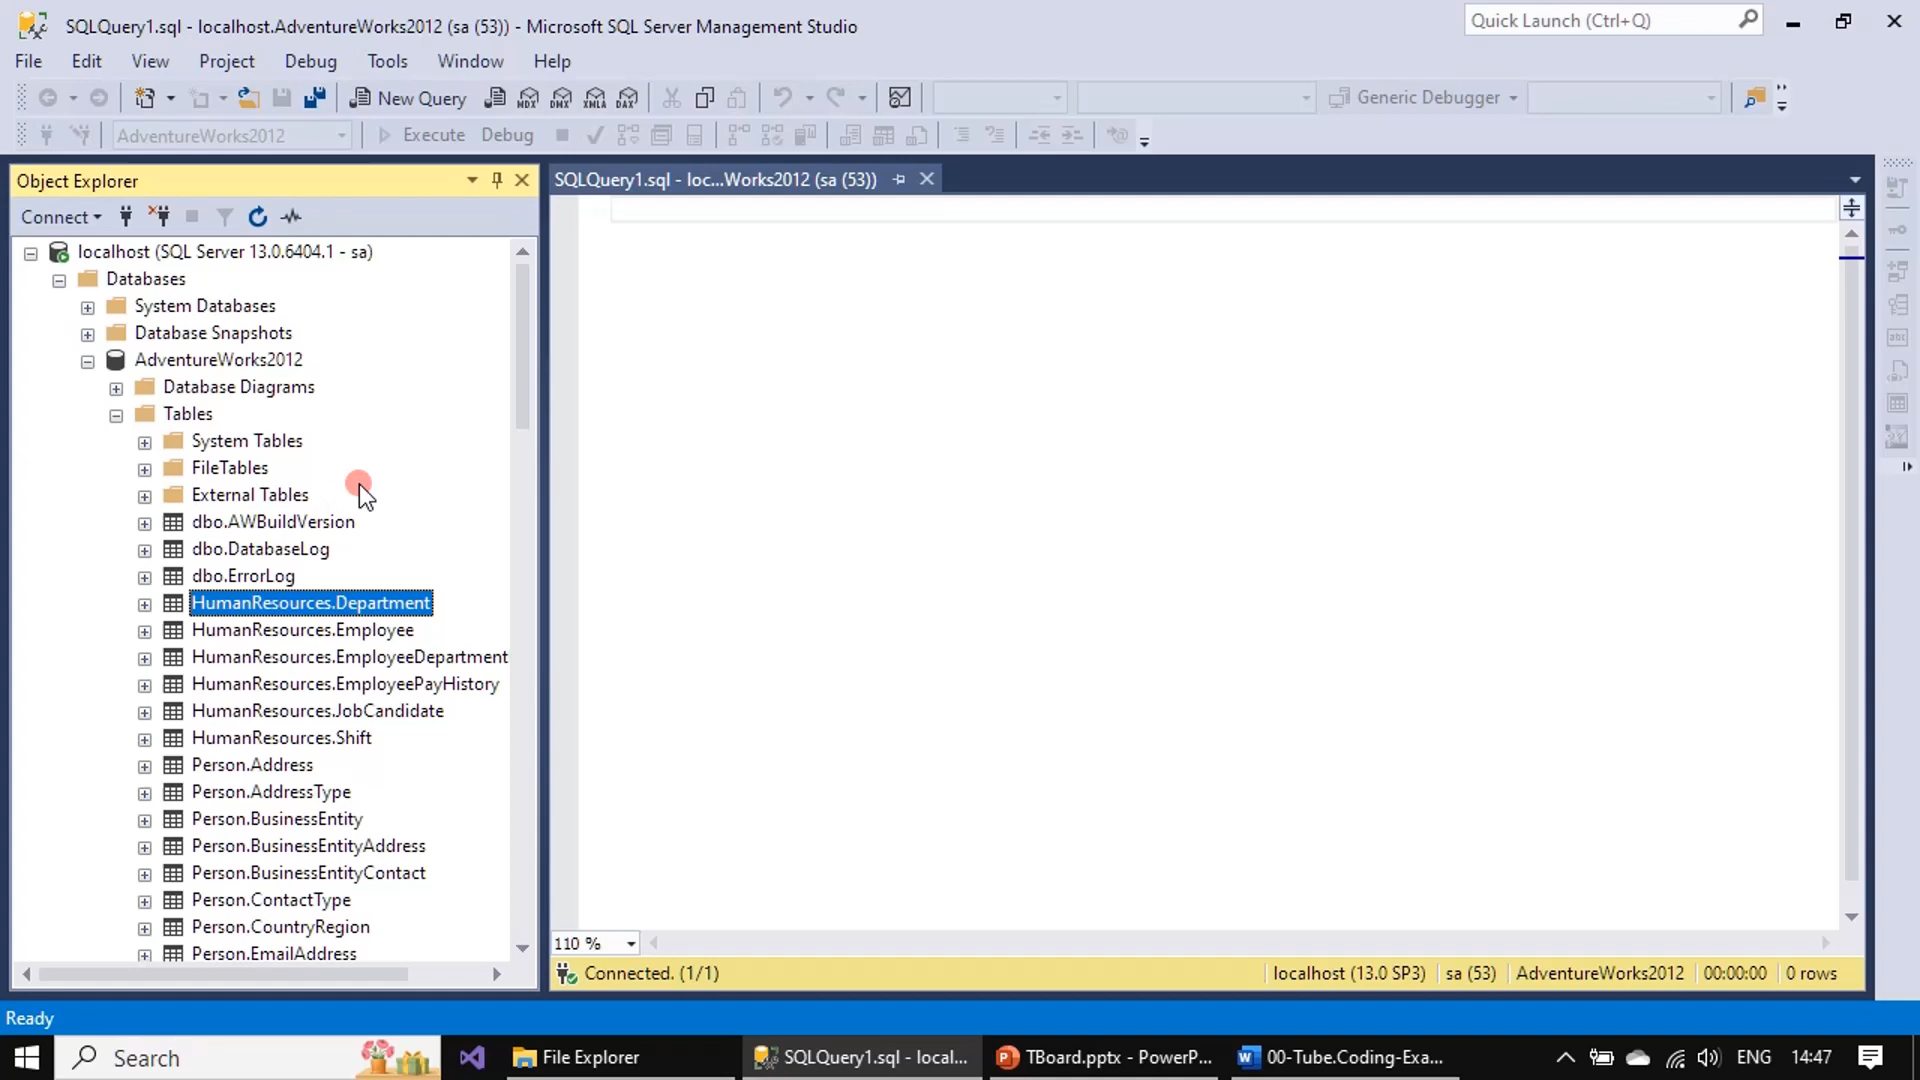 SQLQuery1.sql - localhost.AdventureWorks2012 (sa (53)) - Microsoft SQL Server Management Studio
Quick Launch (Ctrl+Q)
File Edit View Project Debug Tools Window Help
New Query MDX DMX XMLA DAX Generic Debugger
AdventureWorks2012 Execute Debug
Object Explorer
SQLQuery1.sql - loc...Works2012 (sa (53))
Connect
localhost (SQL Server 13.0.6404.1 - sa)
Databases
System Databases
Database Snapshots
AdventureWorks2012
Database Diagrams
Tables
System Tables
FileTables
External Tables
dbo.AWBuildVersion
dbo.DatabaseLog
dbo.ErrorLog
HumanResources.Department
HumanResources.Employee
HumanResources.EmployeeDepartment
HumanResources.EmployeePayHistory
HumanResources.JobCandidate
HumanResources.Shift
Person.Address
Person.AddressType
Person.BusinessEntity
Person.BusinessEntityAddress
Person.BusinessEntityContact
Person.ContactType
Person.CountryRegion
Person.EmailAddress
abc
110 %
Connected. (1/1) localhost (13.0 SP3) sa (53) AdventureWorks2012 00:00:00 0 rows
Ready
Search File Explorer SQLQuery1.sql - local... TBoard.pptx - PowerP... 00-Tube.Coding-Exa... ENG 14:47